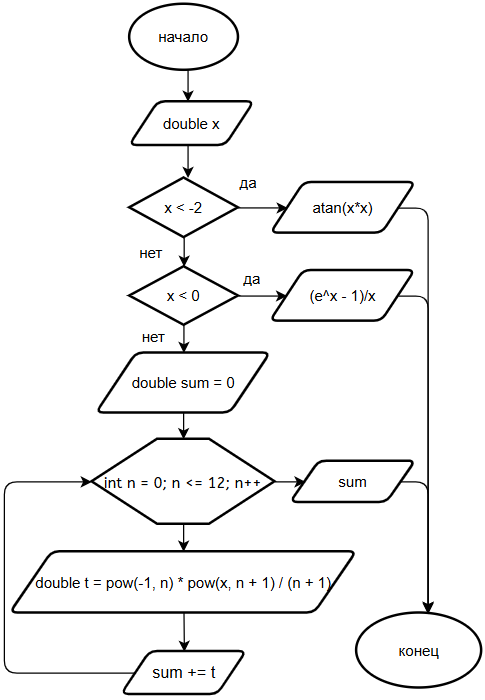 начало
double x
x < -2
да
atan(x*x)
нет
x < 0
да
(e^x - 1)/x
нет
double sum = 0
int n = 0; n <= 12; n++
sum
double t = pow(-1, n) * pow(x, n + 1) / (n + 1)
sum += t
конец